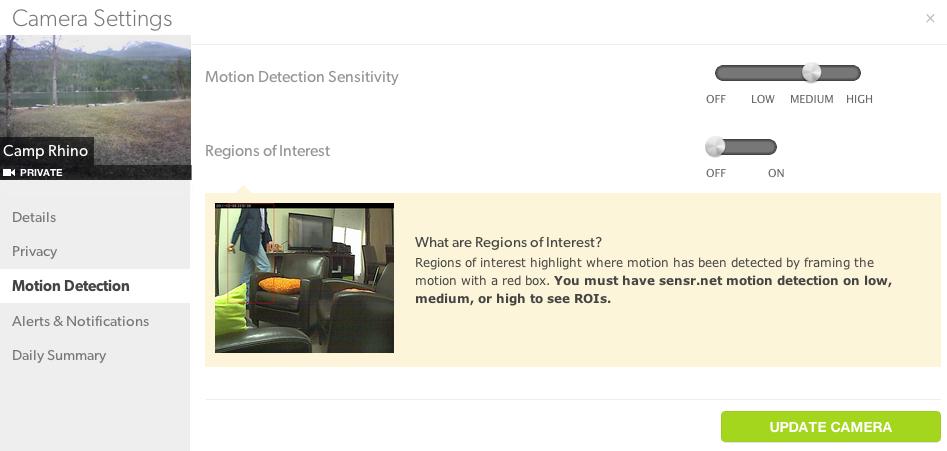 Camera Settings
×
Camp Rhino
PRIVATE
Details
Privacy
Motion Detection
Alerts & Notifications
Daily Summary
Motion Detection Sensitivity
OFF LOW MEDIUM HIGH
Regions of Interest
OFF ON
What are Regions of Interest?
Regions of interest highlight where motion has been detected by framing the
motion with a red box. You must have sensr.net motion detection on low,
medium, or high to see ROIs.
UPDATE CAMERA